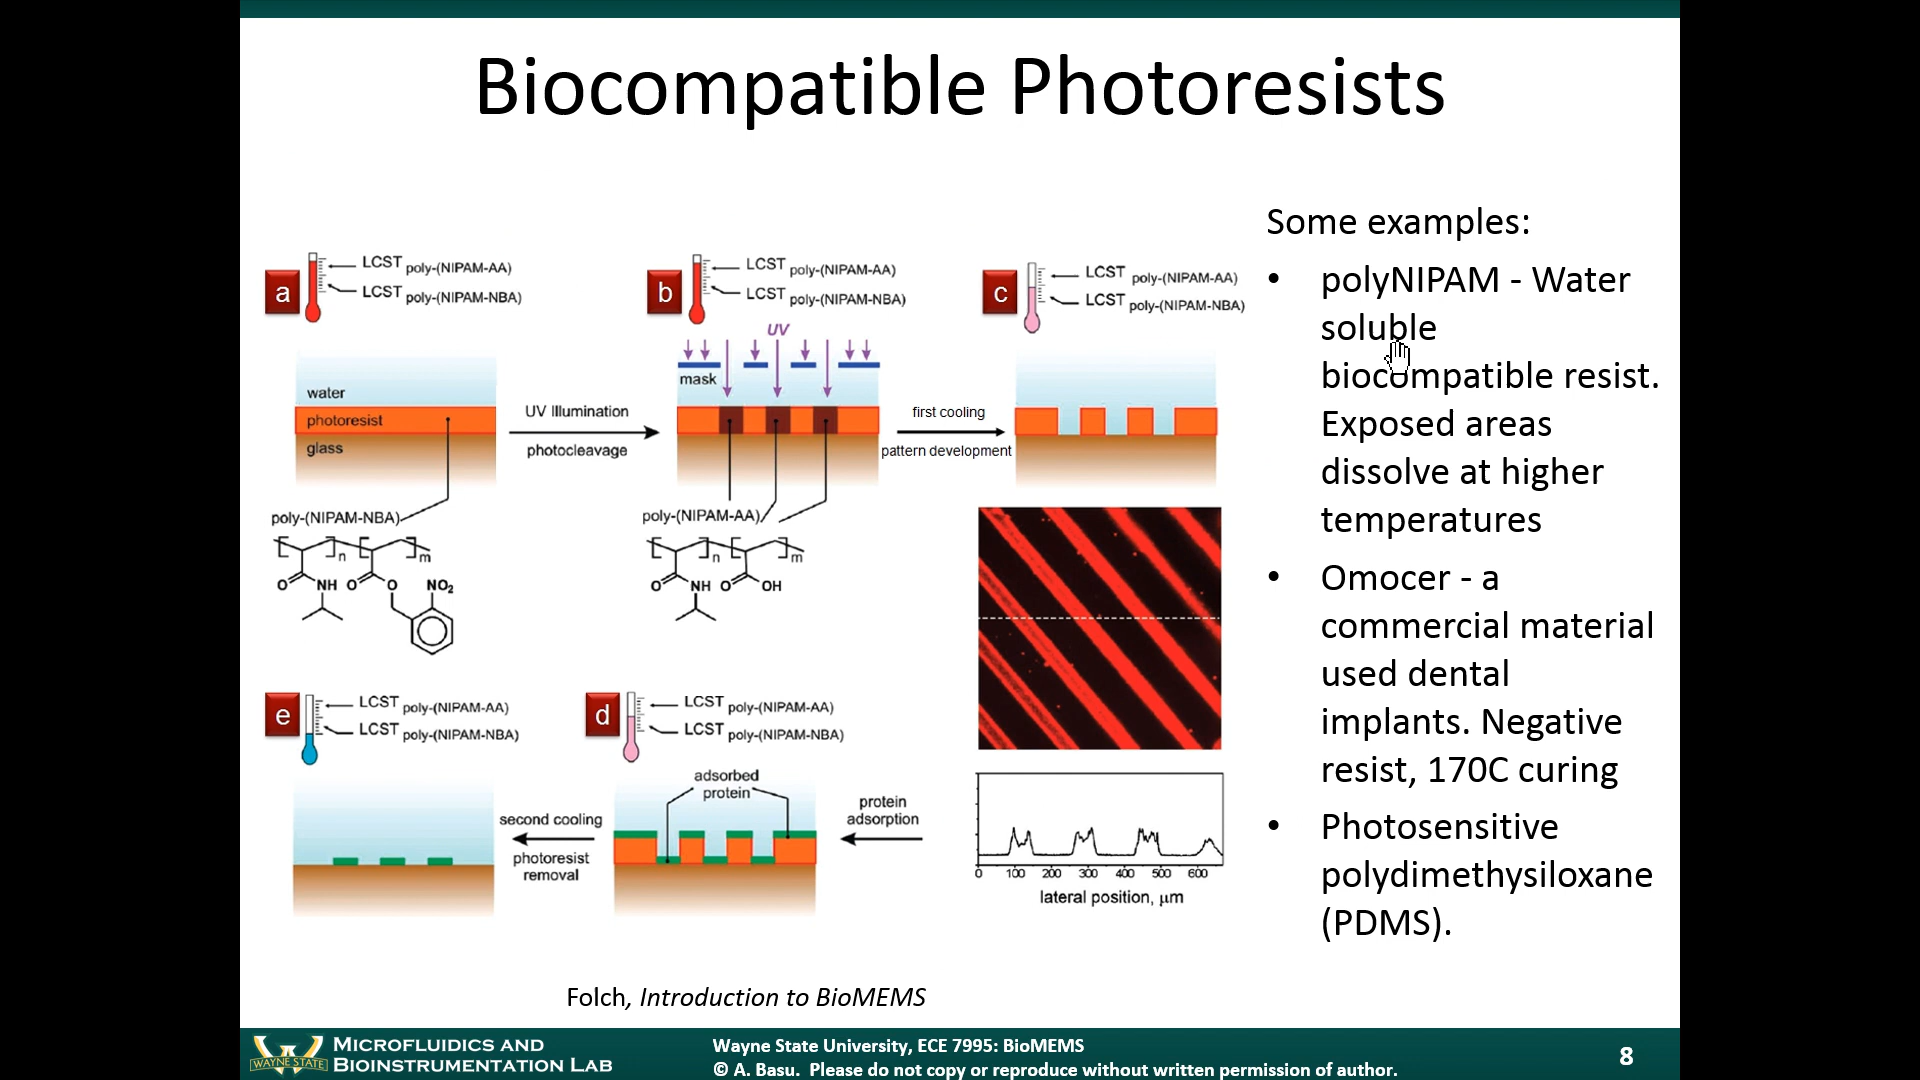 Biocompatible Photoresists
a
LCST poly-(NIPAM-AA)
LCST poly-(NIPAM-NBA)
water
photoresist
glass
poly-(NIPAM-NBA)
n
m
O
NH
O
O
NO2
UV Illumination
photocleavage
b
LCST poly-(NIPAM-AA)
LCST poly-(NIPAM-NBA)
UV
mask
poly-(NIPAM-AA)
n
m
O
NH
O
OH
first cooling
pattern development
c
LCST poly-(NIPAM-AA)
LCST poly-(NIPAM-NBA)
0 100 200 300 400 500 600
lateral position, μm
protein
adsorption
d
LCST poly-(NIPAM-AA)
LCST poly-(NIPAM-NBA)
adsorbed
protein
second cooling
photoresist
removal
e
LCST poly-(NIPAM-AA)
LCST poly-(NIPAM-NBA)
Some examples:
• polyNIPAM - Water
soluble
biocompatible resist.
Exposed areas
dissolve at higher
temperatures
• Omocer - a
commercial material
used dental
implants. Negative
resist, 170C curing
• Photosensitive
polydimethysiloxane
(PDMS).
Folch, Introduction to BioMEMS
WAYNE STATE
MICROFLUIDICS AND
BIOINSTRUMENTATION LAB
Wayne State University, ECE 7995: BioMEMS
© A. Basu. Please do not copy or reproduce without written permission of author.
8